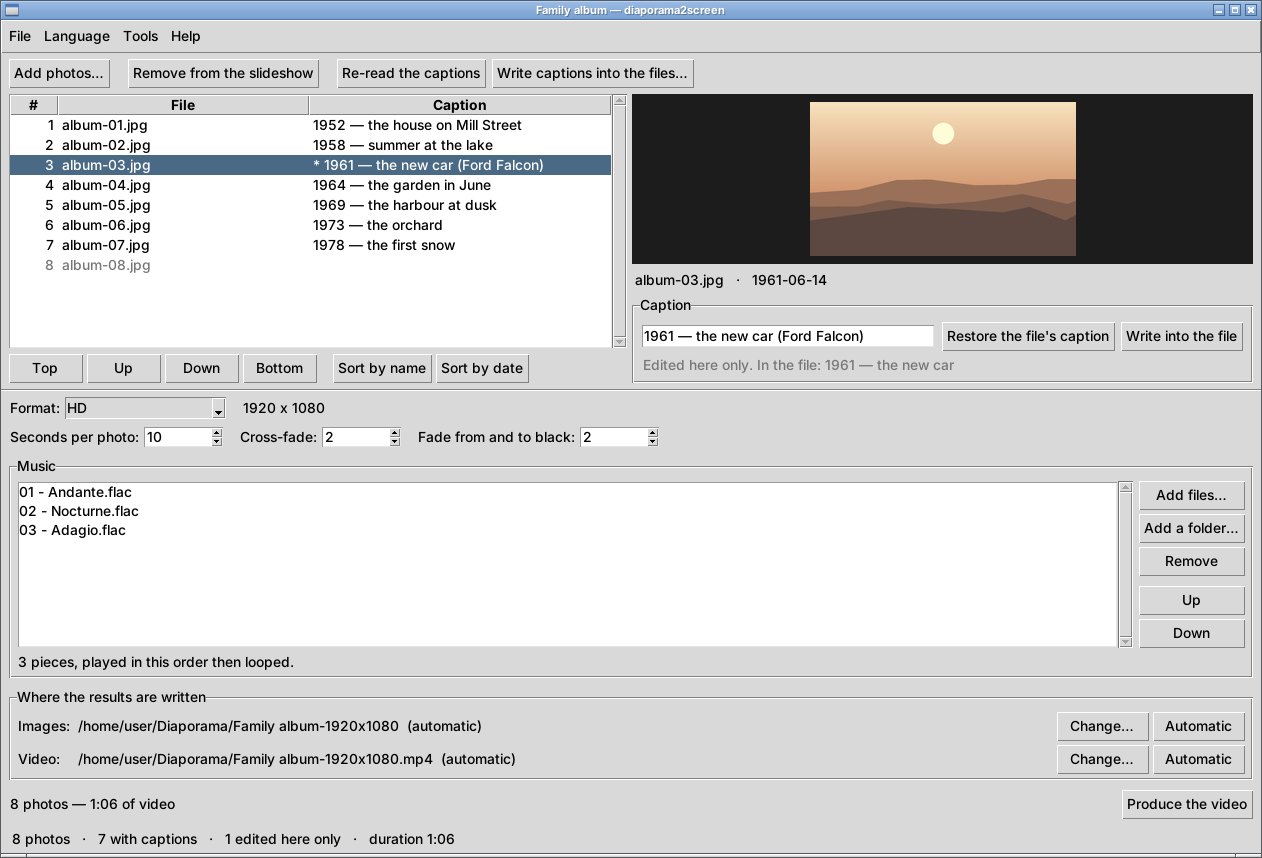 Family album — diaporama2screen
File Language Tools Help
Add photos... Remove from the slideshow Re-read the captions Write captions into the files...
# File Caption
1 album-01.jpg 1952 — the house on Mill Street
2 album-02.jpg 1958 — summer at the lake
3 album-03.jpg * 1961 — the new car (Ford Falcon)
4 album-04.jpg 1964 — the garden in June
5 album-05.jpg 1969 — the harbour at dusk
6 album-06.jpg 1973 — the orchard
7 album-07.jpg 1978 — the first snow
8 album-08.jpg
Top Up Down Bottom Sort by name Sort by date
album-03.jpg · 1961-06-14
Caption
1961 — the new car (Ford Falcon) Restore the file's caption Write into the file
Edited here only. In the file: 1961 — the new car
Format: HD 1920 x 1080
Seconds per photo: 10 Cross-fade: 2 Fade from and to black: 2
Music
01 - Andante.flac
02 - Nocturne.flac
03 - Adagio.flac
Add files...
Add a folder...
Remove
Up
Down
3 pieces, played in this order then looped.
Where the results are written
Images: /home/user/Diaporama/Family album-1920x1080 (automatic) Change... Automatic
Video: /home/user/Diaporama/Family album-1920x1080.mp4 (automatic) Change... Automatic
8 photos — 1:06 of video Produce the video
8 photos · 7 with captions · 1 edited here only · duration 1:06